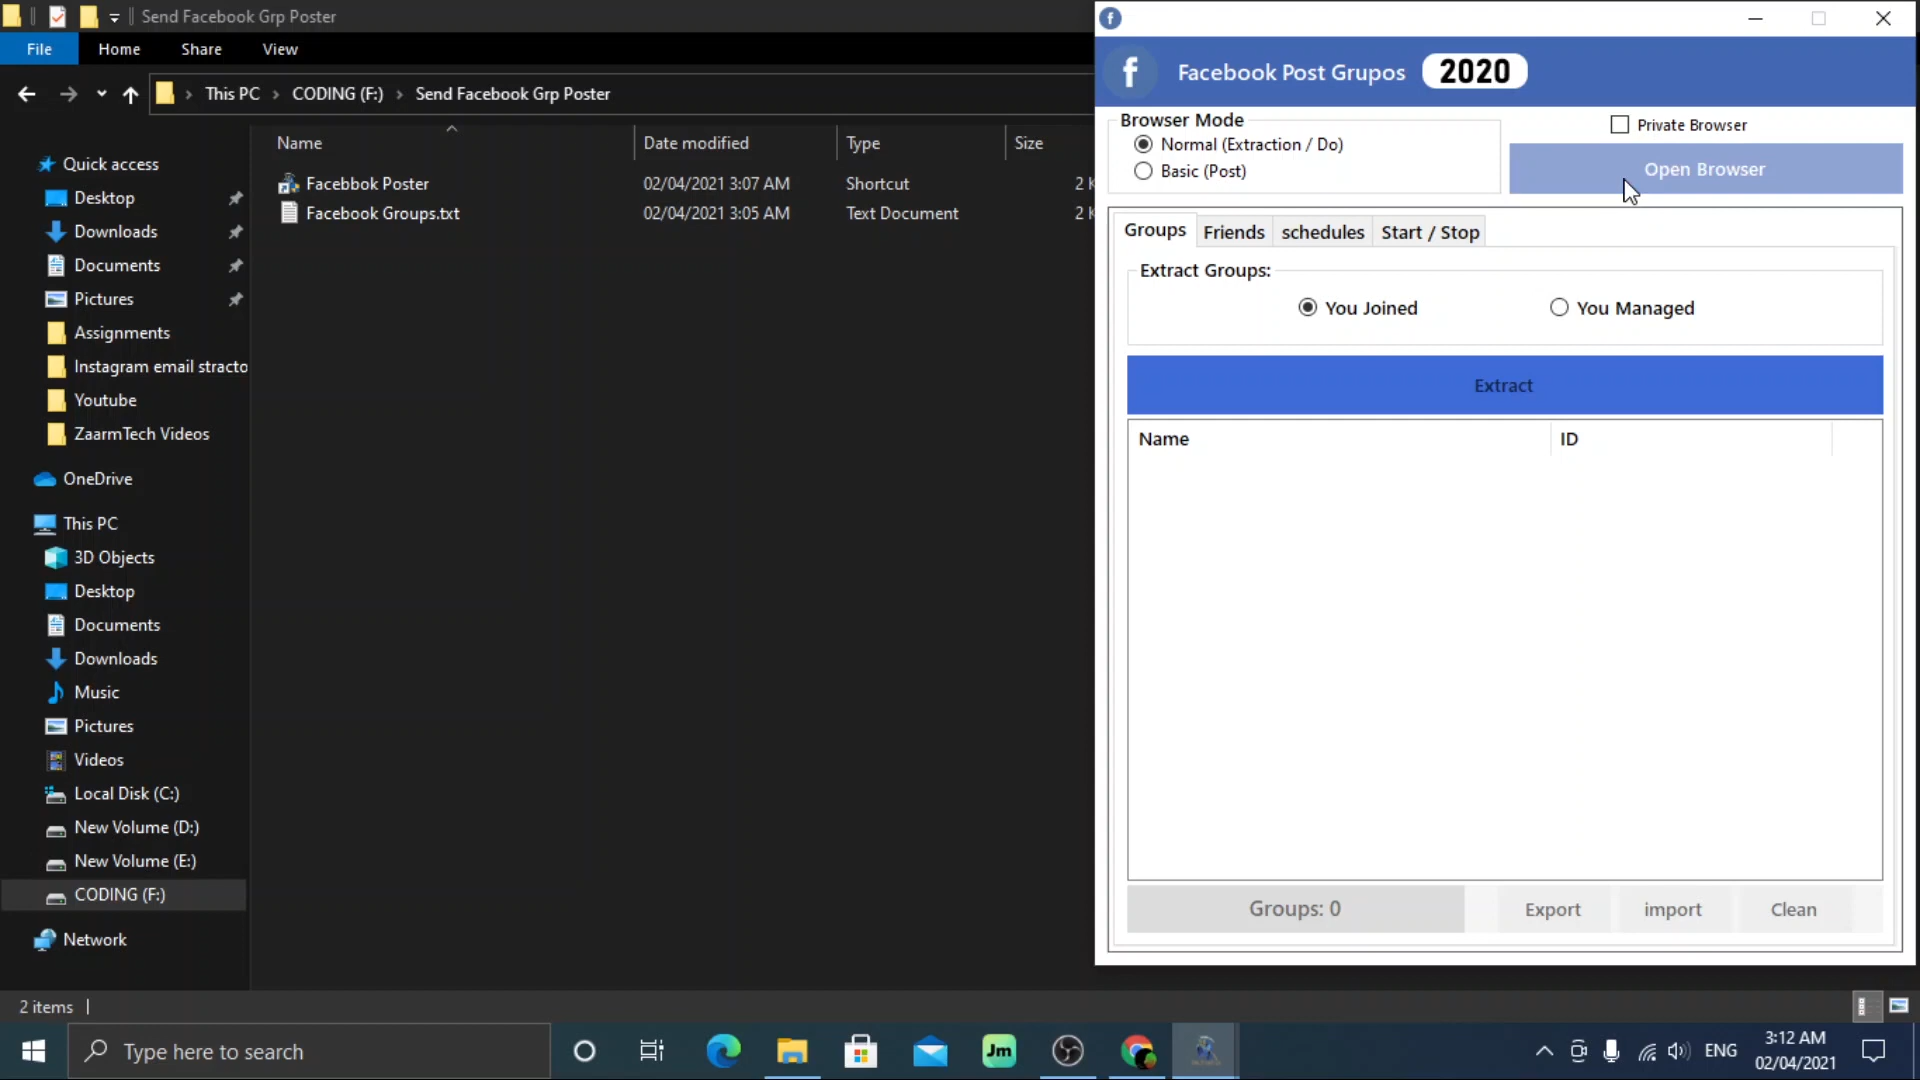 Send Facebook Grp Poster
File Home Share View
This PC > CODING (F:) > Send Facebook Grp Poster
Name Date modified Type Size
Facebbok Poster 02/04/2021 3:07 AM Shortcut 2 K
Facebook Groups.txt 02/04/2021 3:05 AM Text Document 2 K
Quick access
Desktop
Downloads
Documents
Pictures
Assignments
Instagram email stracto
Youtube
ZaarmTech Videos
OneDrive
This PC
3D Objects
Desktop
Documents
Downloads
Music
Pictures
Videos
Local Disk (C:)
New Volume (D:)
New Volume (E:)
CODING (F:)
Network
2 items
f
f Facebook Post Grupos 2020
Browser Mode
Normal (Extraction / Do)
Basic (Post)
Private Browser
Open Browser
Groups Friends schedules Start / Stop
Extract Groups:
You Joined You Managed
Extract
Name ID
Groups: 0 Export import Clean
Type here to search
Jm
ENG
3:12 AM
02/04/2021